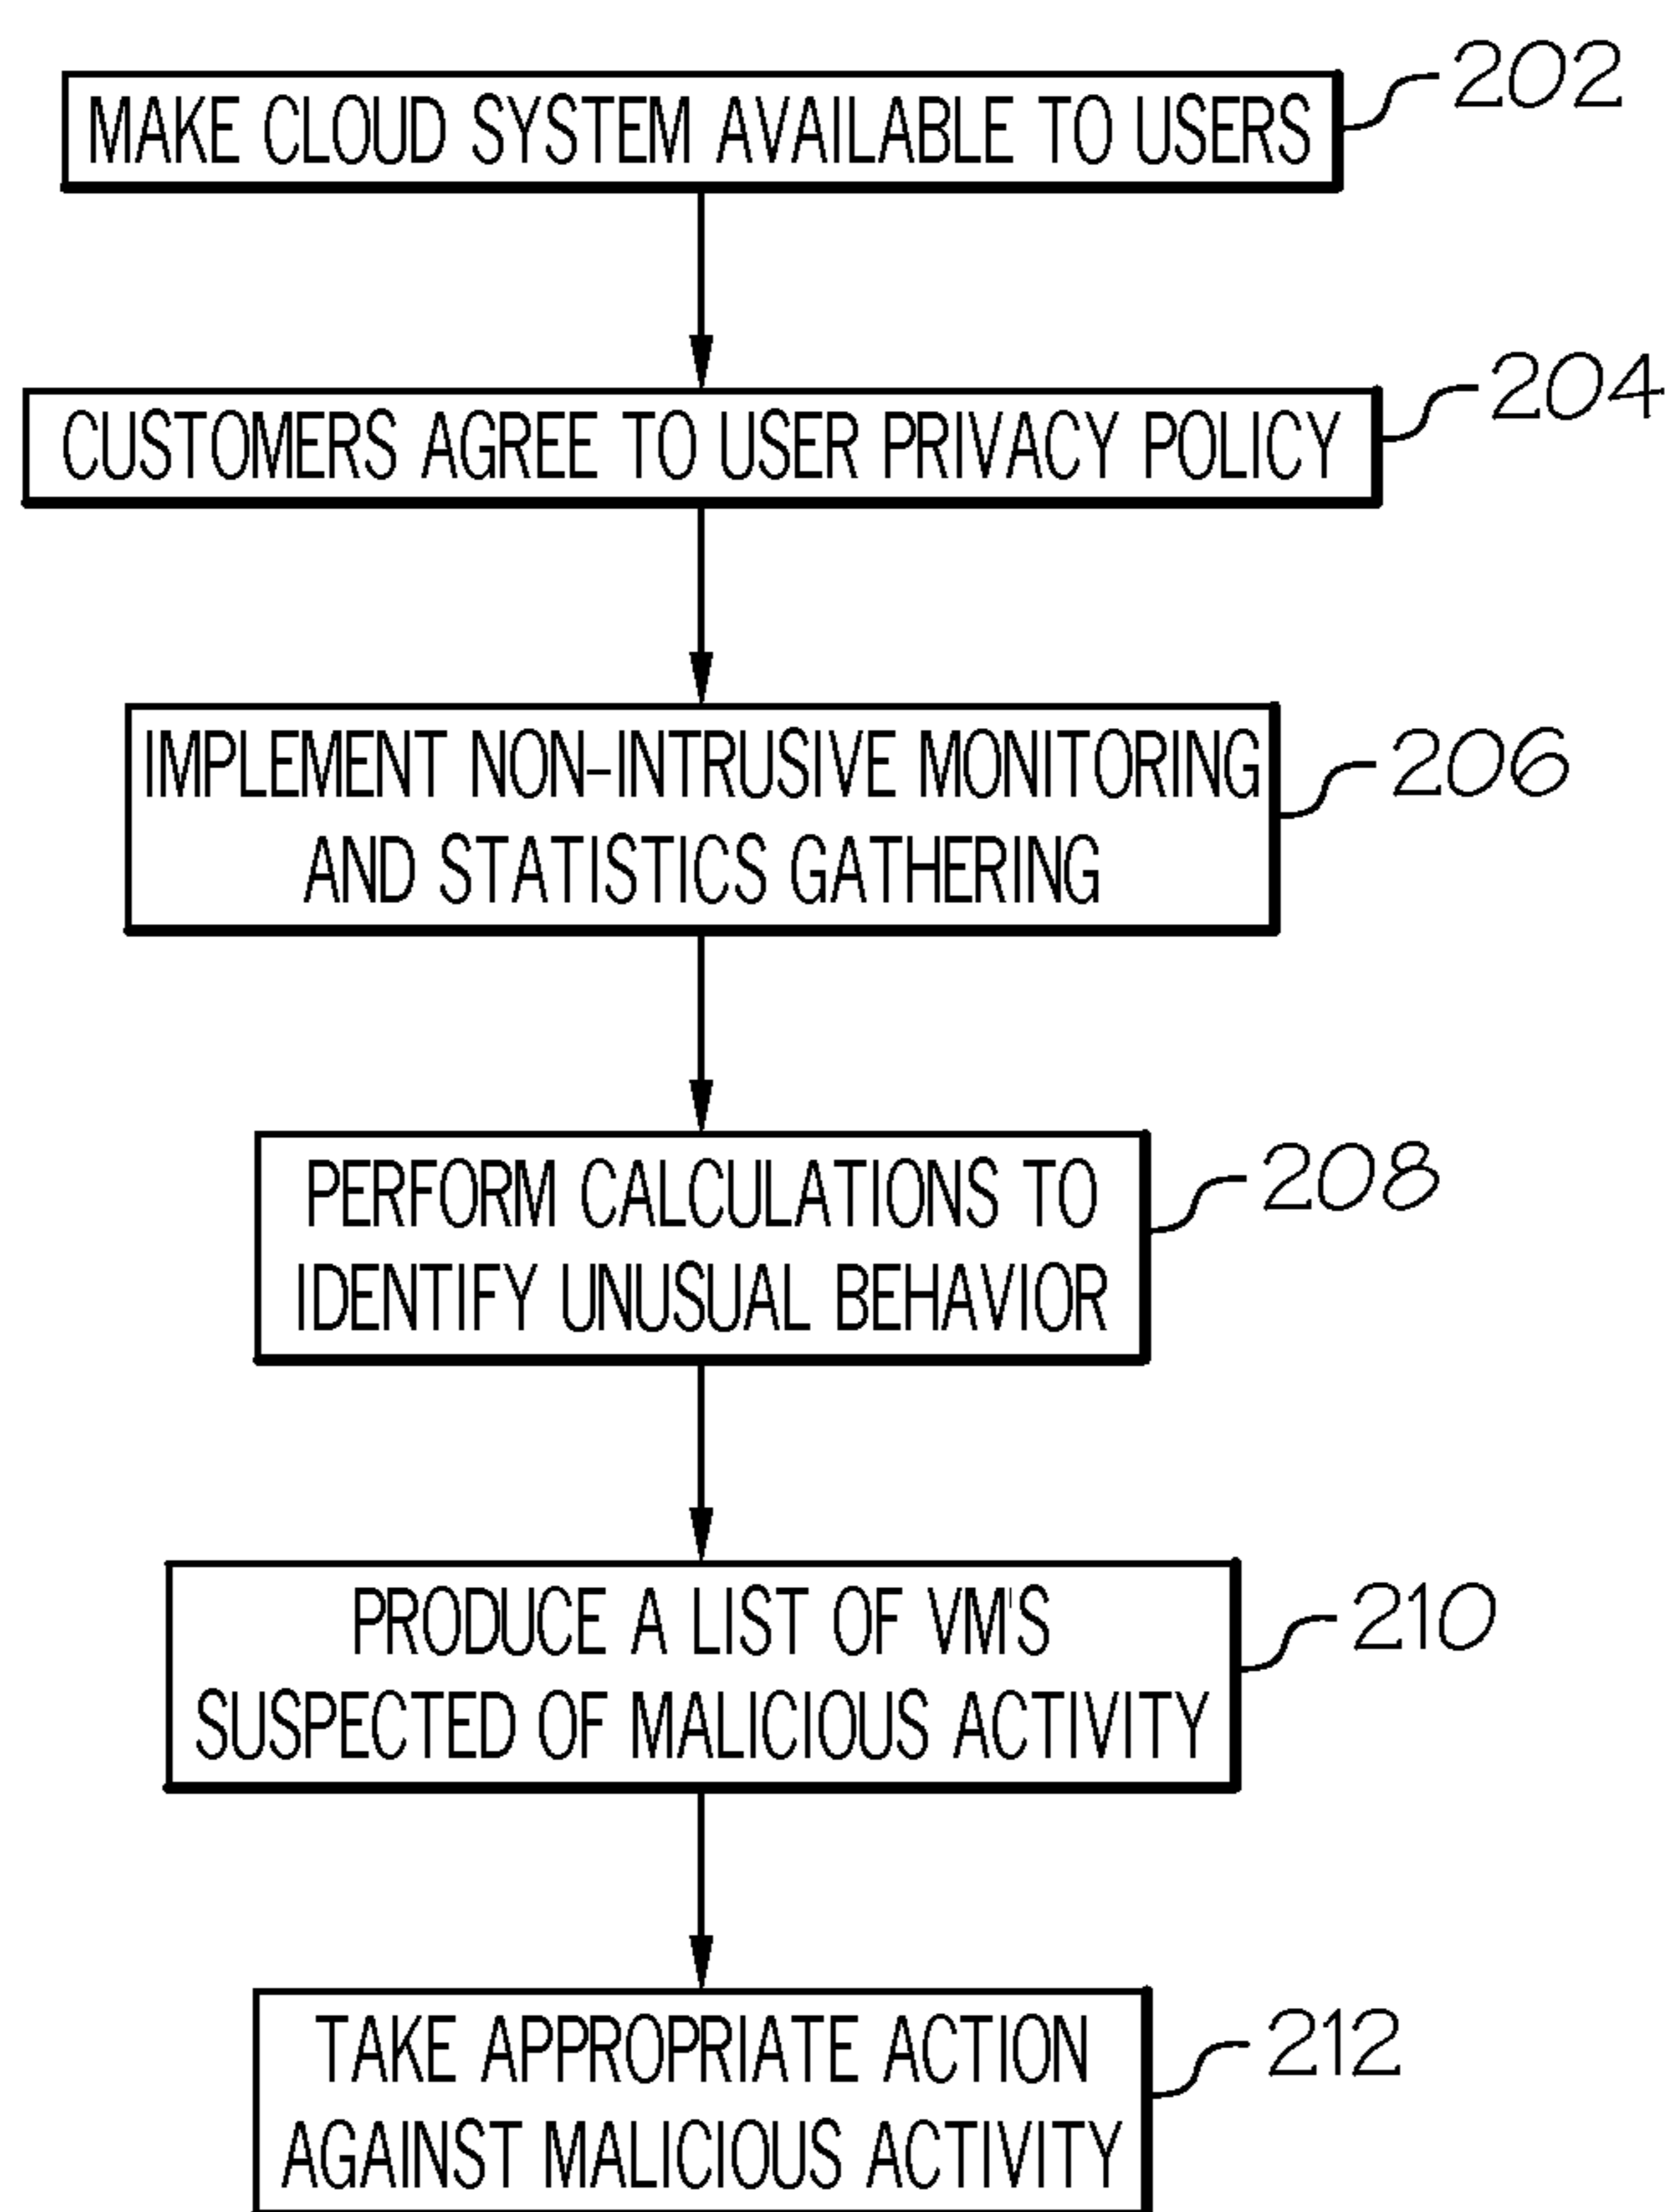 MAKE CLOUD SYSTEM AVAILABLE TO USERS
202
CUSTOMERS AGREE TO USER PRIVACY POLICY
204
IMPLEMENT NON-INTRUSIVE MONITORING
AND STATISTICS GATHERING
206
PERFORM CALCULATIONS TO
IDENTIFY UNUSUAL BEHAVIOR
208
PRODUCE A LIST OF VM'S
SUSPECTED OF MALICIOUS ACTIVITY
210
TAKE APPROPRIATE ACTION
AGAINST MALICIOUS ACTIVITY
212